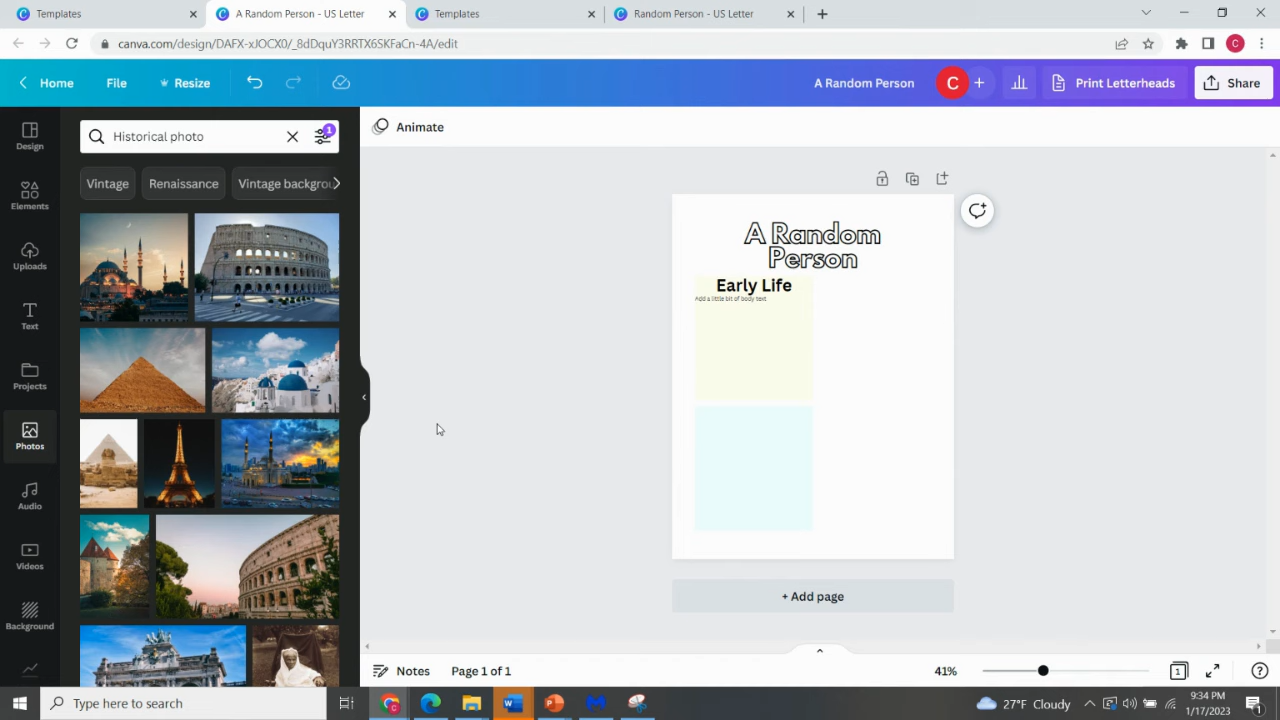 Templates
A Random Person - US Letter
Templates
Random Person - US Letter
canva.com/design/DAFX-xJOCX0/_8dDquY3RRTX6SKFaCn-4A/edit
C
Home
File
Resize
A Random Person
C
Print Letterheads
Share
Design
Elements
Uploads
Text
Projects
Photos
Audio
Videos
Background
Historical photo
1
Vintage
Renaissance
Vintage backgrou
Animate
A Random
Person
Early Life
Add a little bit of body text
+ Add page
Notes
Page 1 of 1
41%
1
Type here to search
27°F Cloudy
9:34 PM
1/17/2023
1